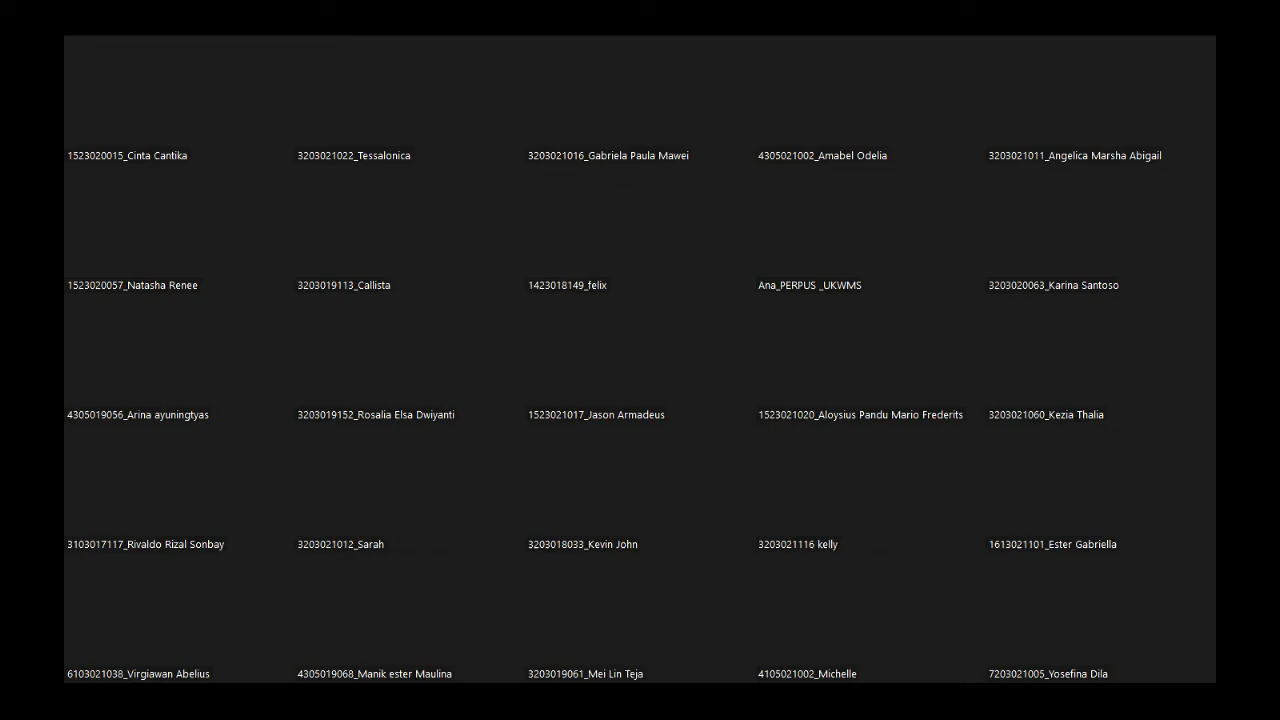 1523020015_Cinta Cantika
3203021022_Tessalonica
3203021016_Gabriela Paula Mawei
4305021002_Amabel Odelia
3203021011_Angelica Marsha Abigail
1523020057_Natasha Renee
3203019113_Callista
1423018149_felix
Ana_PERPUS _UKWMS
3203020063_Karina Santoso
4305019056_Arina ayuningtyas
3203019152_Rosalia Elsa Dwiyanti
1523021017_Jason Armadeus
1523021020_Aloysius Pandu Mario Frederits
3203021060_Kezia Thalia
3103017117_Rivaldo Rizal Sonbay
3203021012_Sarah
3203018033_Kevin John
3203021116 kelly
1613021101_Ester Gabriella
6103021038_Virgiawan Abelius
4305019068_Manik ester Maulina
3203019061_Mei Lin Teja
4105021002_Michelle
7203021005_Yosefina Dila